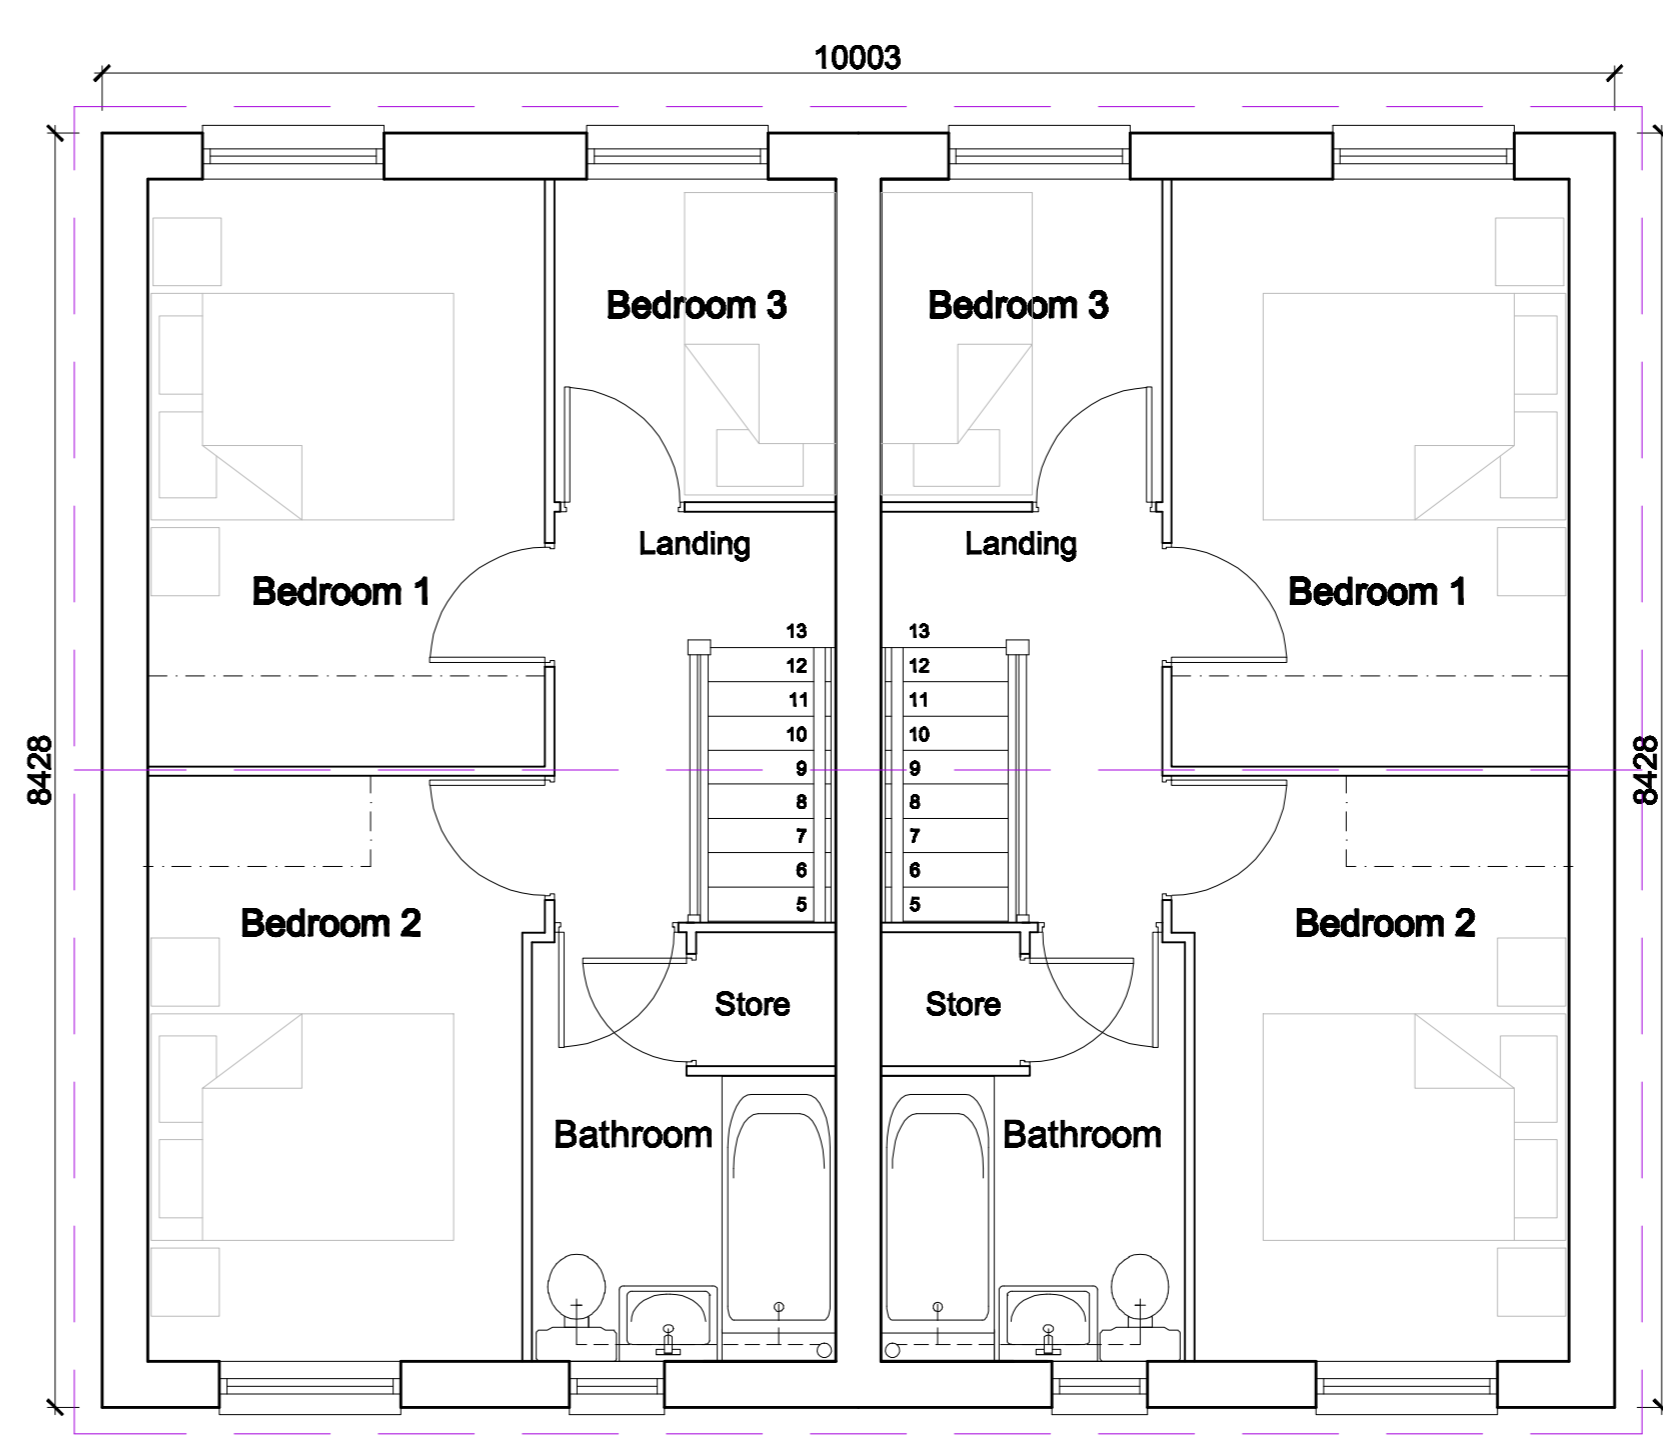 10003
Bedroom 3 Bedroom 3
Landing Landing
Bedroom 1 Bedroom 1
13 13
12 12
11 11
10 10
8428 9 9 8428
8 8
7 7
6 6
5 5
Bedroom 2 Bedroom 2
Store Store
Bathroom Bathroom